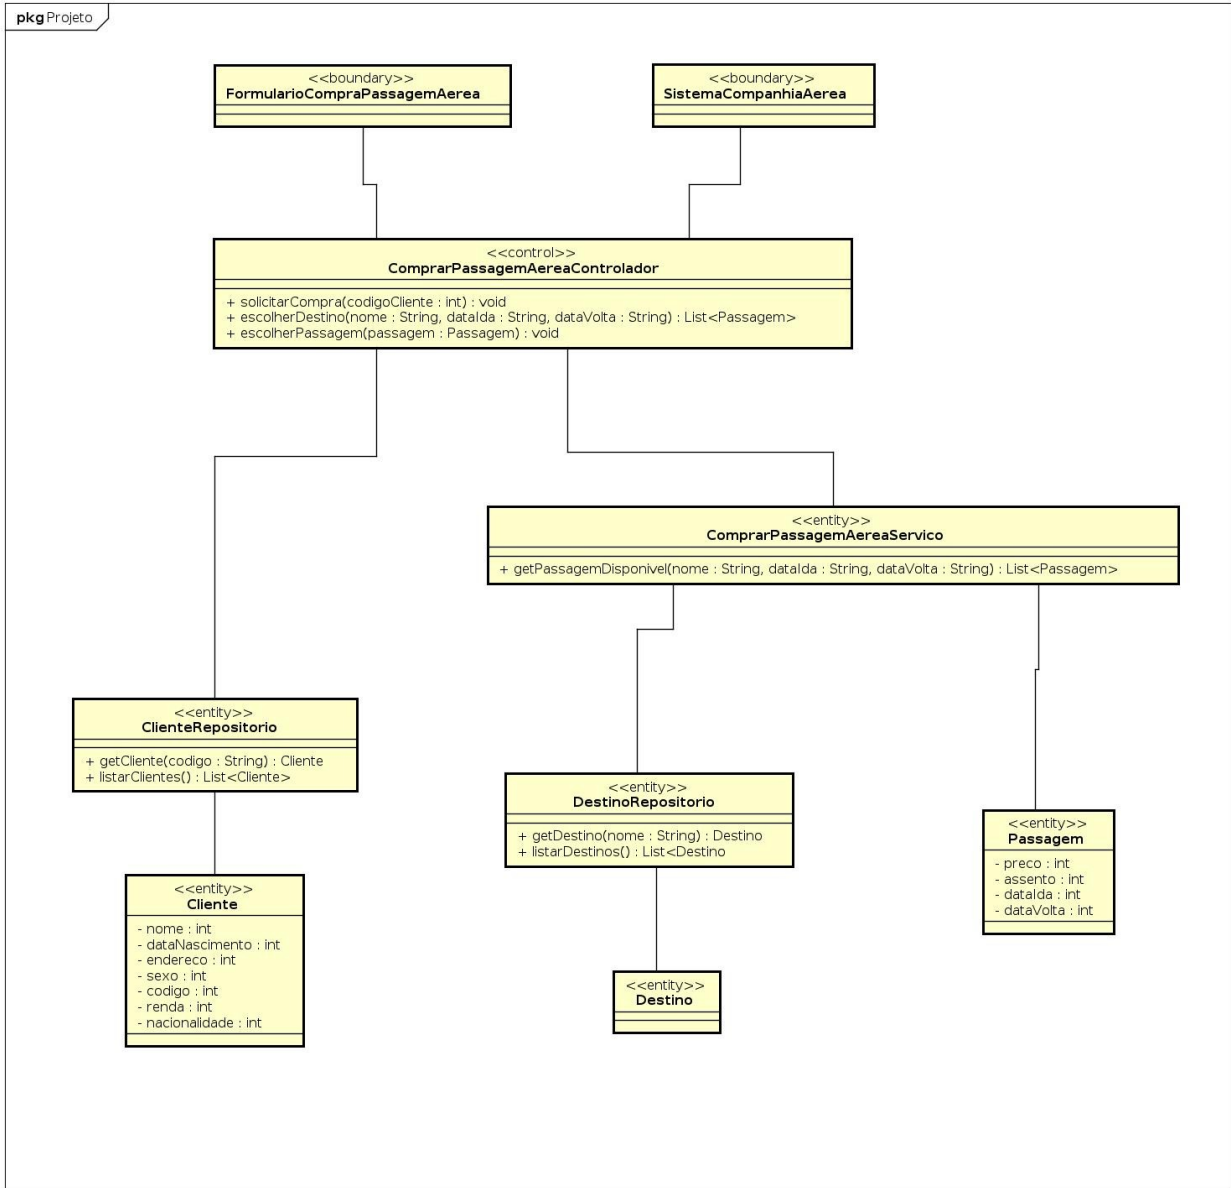 pkg Projeto
<<boundary>>
FormularioCompraPassagemAerea
<<boundary>>
SistemaCompanhiaAerea
<<control>>
ComprarPassagemAereaControlador
+ solicitarCompra(codigoCliente : int) : void
+ escolherDestino(nome : String, dataIda : String, dataVolta : String) : List<Passagem>
+ escolherPassagem(passagem : Passagem) : void
<<entity>>
ComprarPassagemAereaServico
+ getPassagemDisponivel(nome : String, dataIda : String, dataVolta : String) : List<Passagem>
<<entity>>
ClienteRepositorio
+ getCliente(codigo : String) : Cliente
+ listarClientes() : List<Cliente>
<<entity>>
DestinoRepositorio
+ getDestino(nome : String) : Destino
+ listarDestinos() : List<Destino
<<entity>>
Passagem
- preco : int
- assento : int
- dataIda : int
- dataVolta : int
<<entity>>
Cliente
- nome : int
- dataNascimento : int
- endereco : int
- sexo : int
- codigo : int
- renda : int
- nacionalidade : int
<<entity>>
Destino